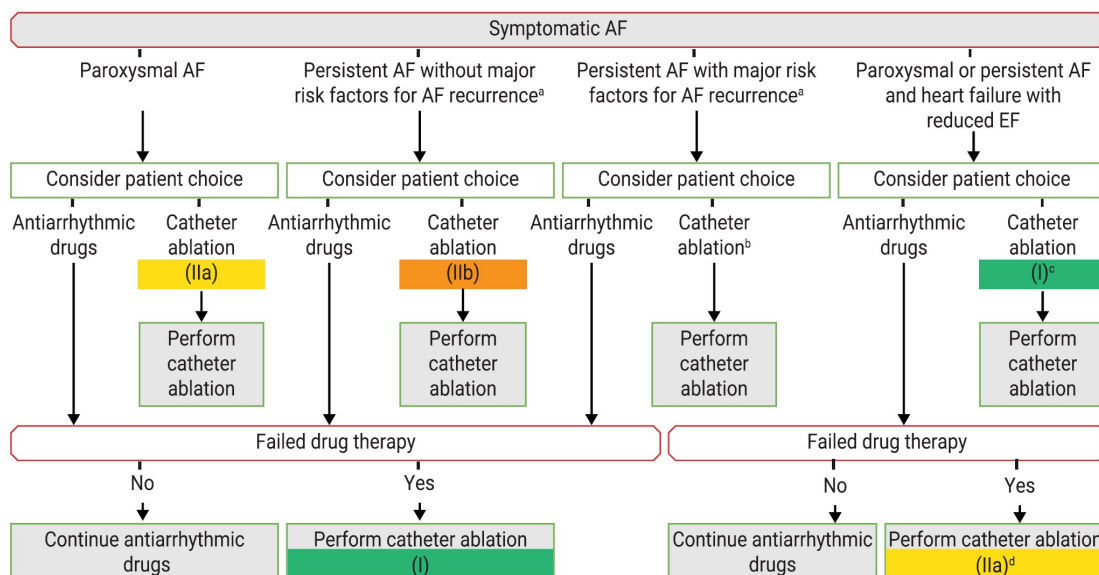 Symptomatic AF
Paroxysmal AF
Persistent AF without major
risk factors for AF recurrenceᵃ
Persistent AF with major risk
factors for AF recurrenceᵃ
Paroxysmal or persistent AF
and heart failure with
reduced EF
Consider patient choice
Consider patient choice
Consider patient choice
Consider patient choice
Antiarrhythmic
drugs
Catheter
ablation
(IIa)
Antiarrhythmic
drugs
Catheter
ablation
(IIb)
Antiarrhythmic
drugs
Catheter
ablationᵇ
Antiarrhythmic
drugs
Catheter
ablation
(I)ᶜ
Perform
catheter
ablation
Perform
catheter
ablation
Perform
catheter
ablation
Perform
catheter
ablation
Failed drug therapy
Failed drug therapy
No
Yes
No
Yes
Continue antiarrhythmic
drugs
Perform catheter ablation
(I)
Continue antiarrhythmic
drugs
Perform catheter ablation
(IIa)ᵈ